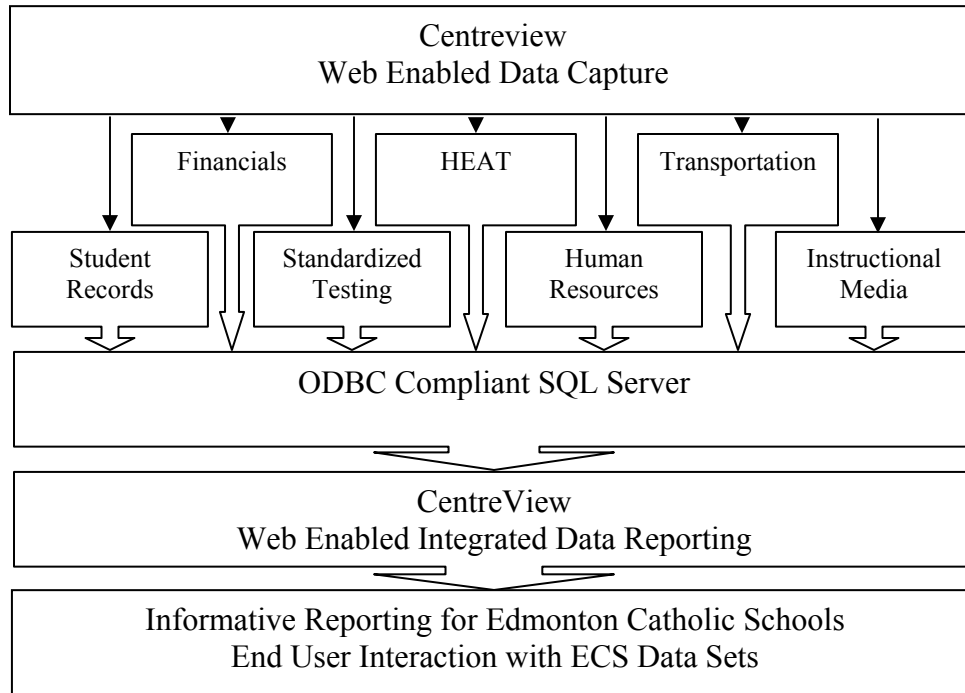 Centreview
Web Enabled Data Capture
Financials
HEAT
Transportation
Student
Records
Standardized
Testing
Human
Resources
Instructional
Media
ODBC Compliant SQL Server
CentreView
Web Enabled Integrated Data Reporting
Informative Reporting for Edmonton Catholic Schools
End User Interaction with ECS Data Sets